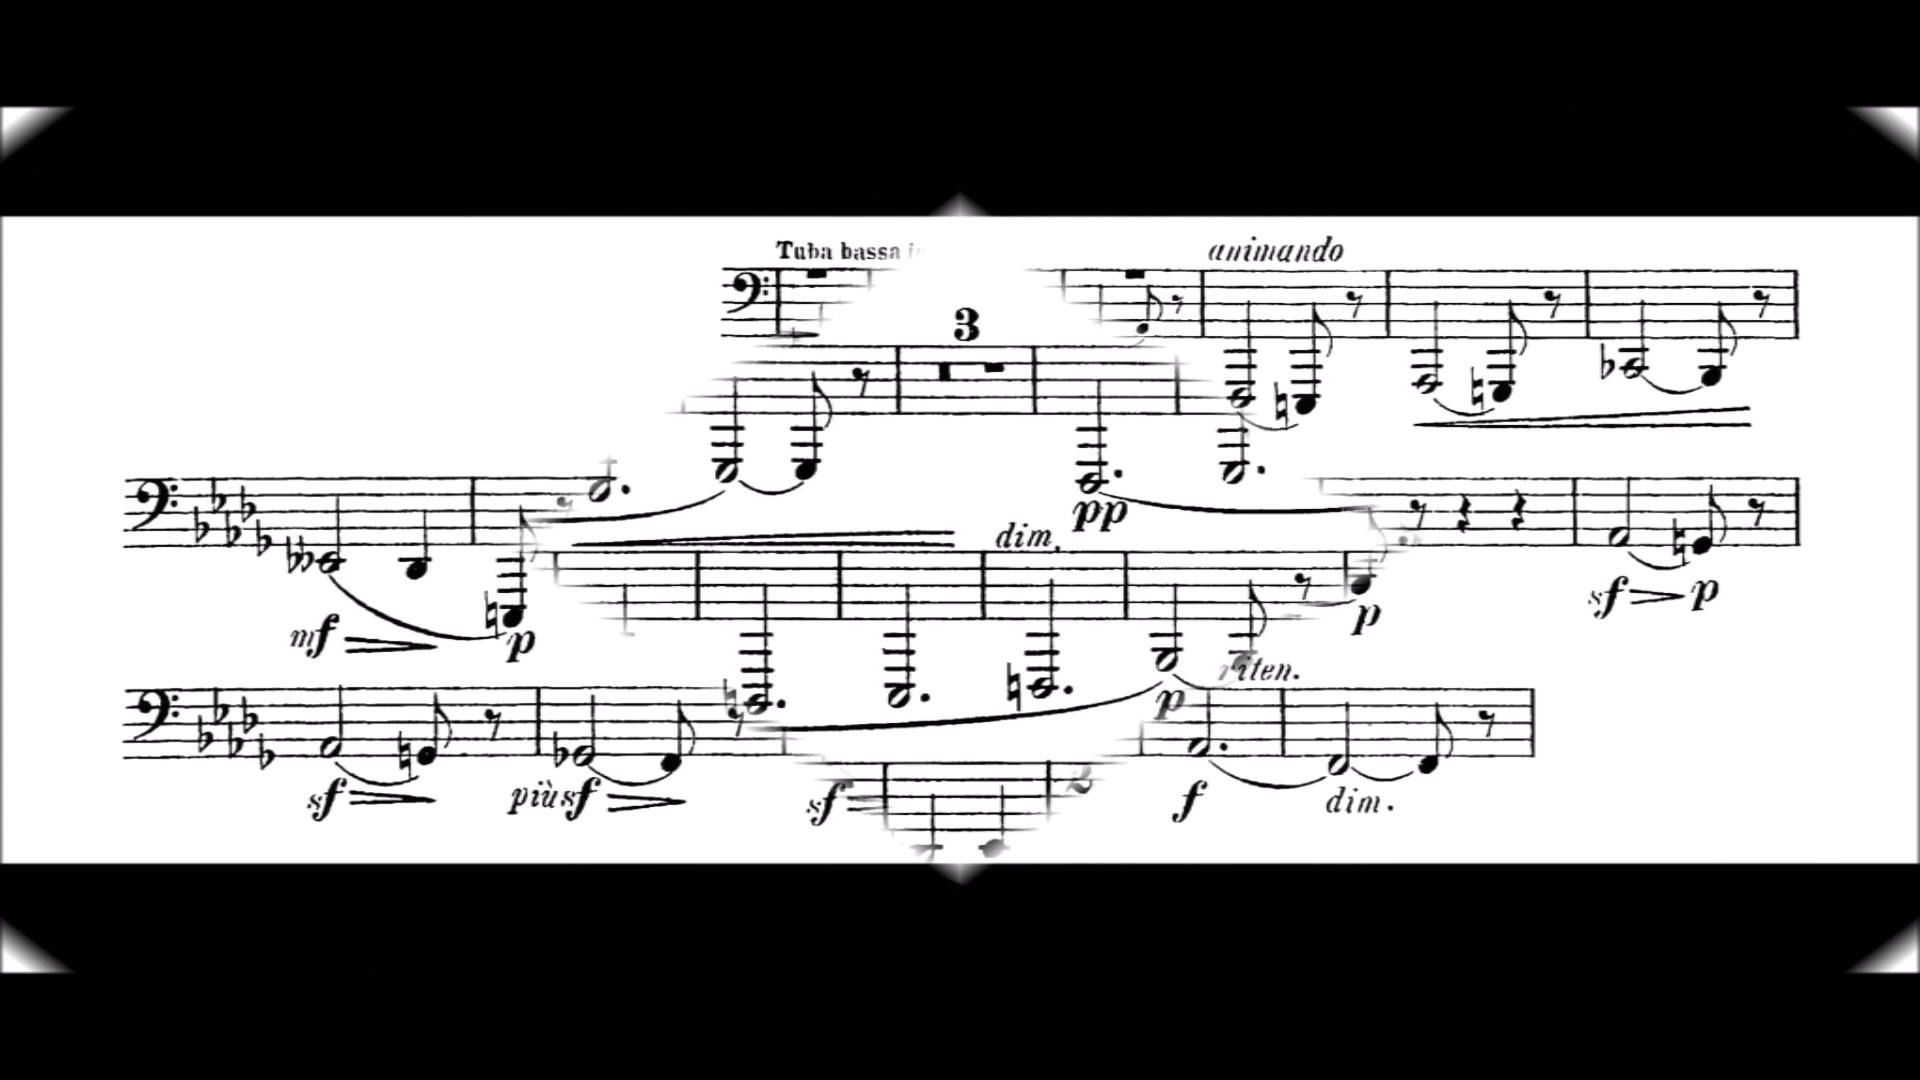 Tuba bassa
animando
3
pp
dim.
mf p
p
sf p
riten.
p
sf
più sf
sf
f
dim.